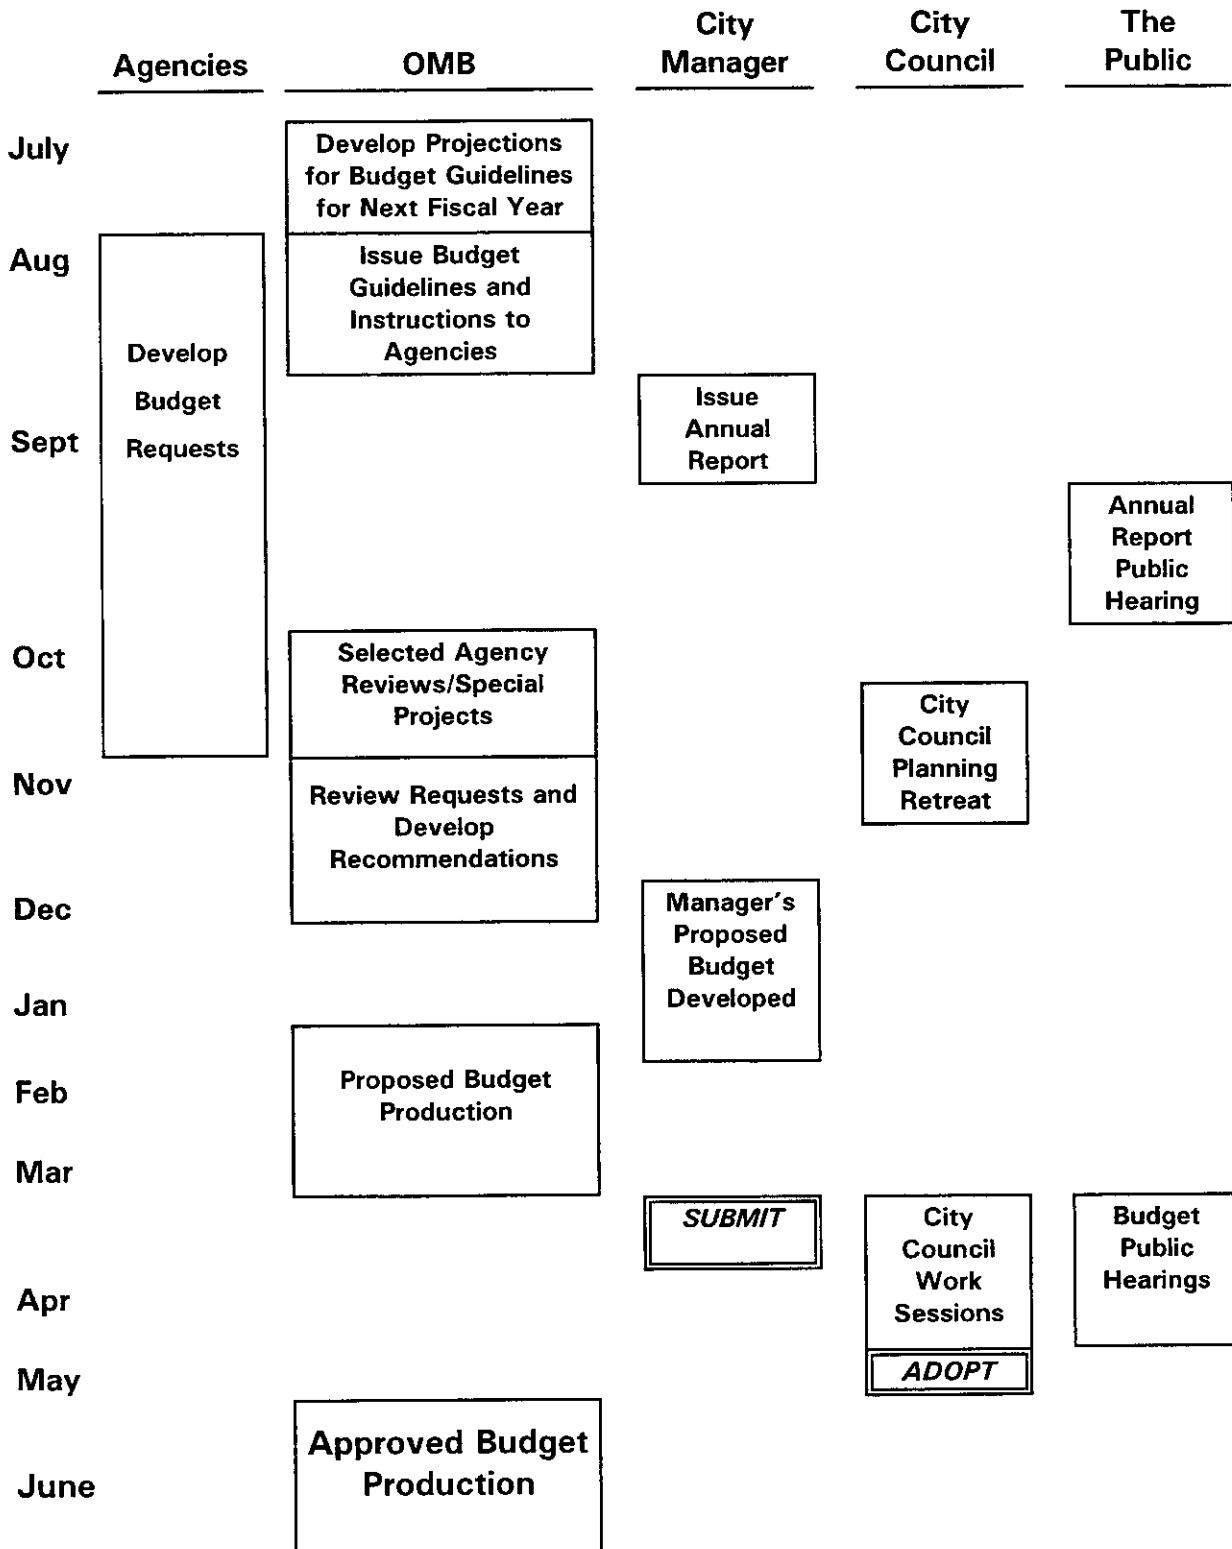 Agencies
OMB
City
Manager
City
Council
The
Public
July
Develop Projections
for Budget Guidelines
for Next Fiscal Year
Aug
Issue Budget
Guidelines and
Instructions to
Agencies
Develop
Budget
Requests
Sept
Issue
Annual
Report
Annual
Report
Public
Hearing
Oct
Selected Agency
Reviews/Special
Projects
City
Council
Planning
Retreat
Nov
Review Requests and
Develop
Recommendations
Dec
Manager's
Proposed
Budget
Developed
Jan
Feb
Proposed Budget
Production
Mar
SUBMIT
City
Council
Work
Sessions
Budget
Public
Hearings
Apr
May
ADOPT
Approved Budget
Production
June